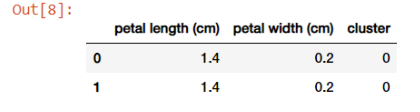 Out[8]:
petal length (cm) petal width (cm) cluster
0 1.4 0.2 0
1 1.4 0.2 0